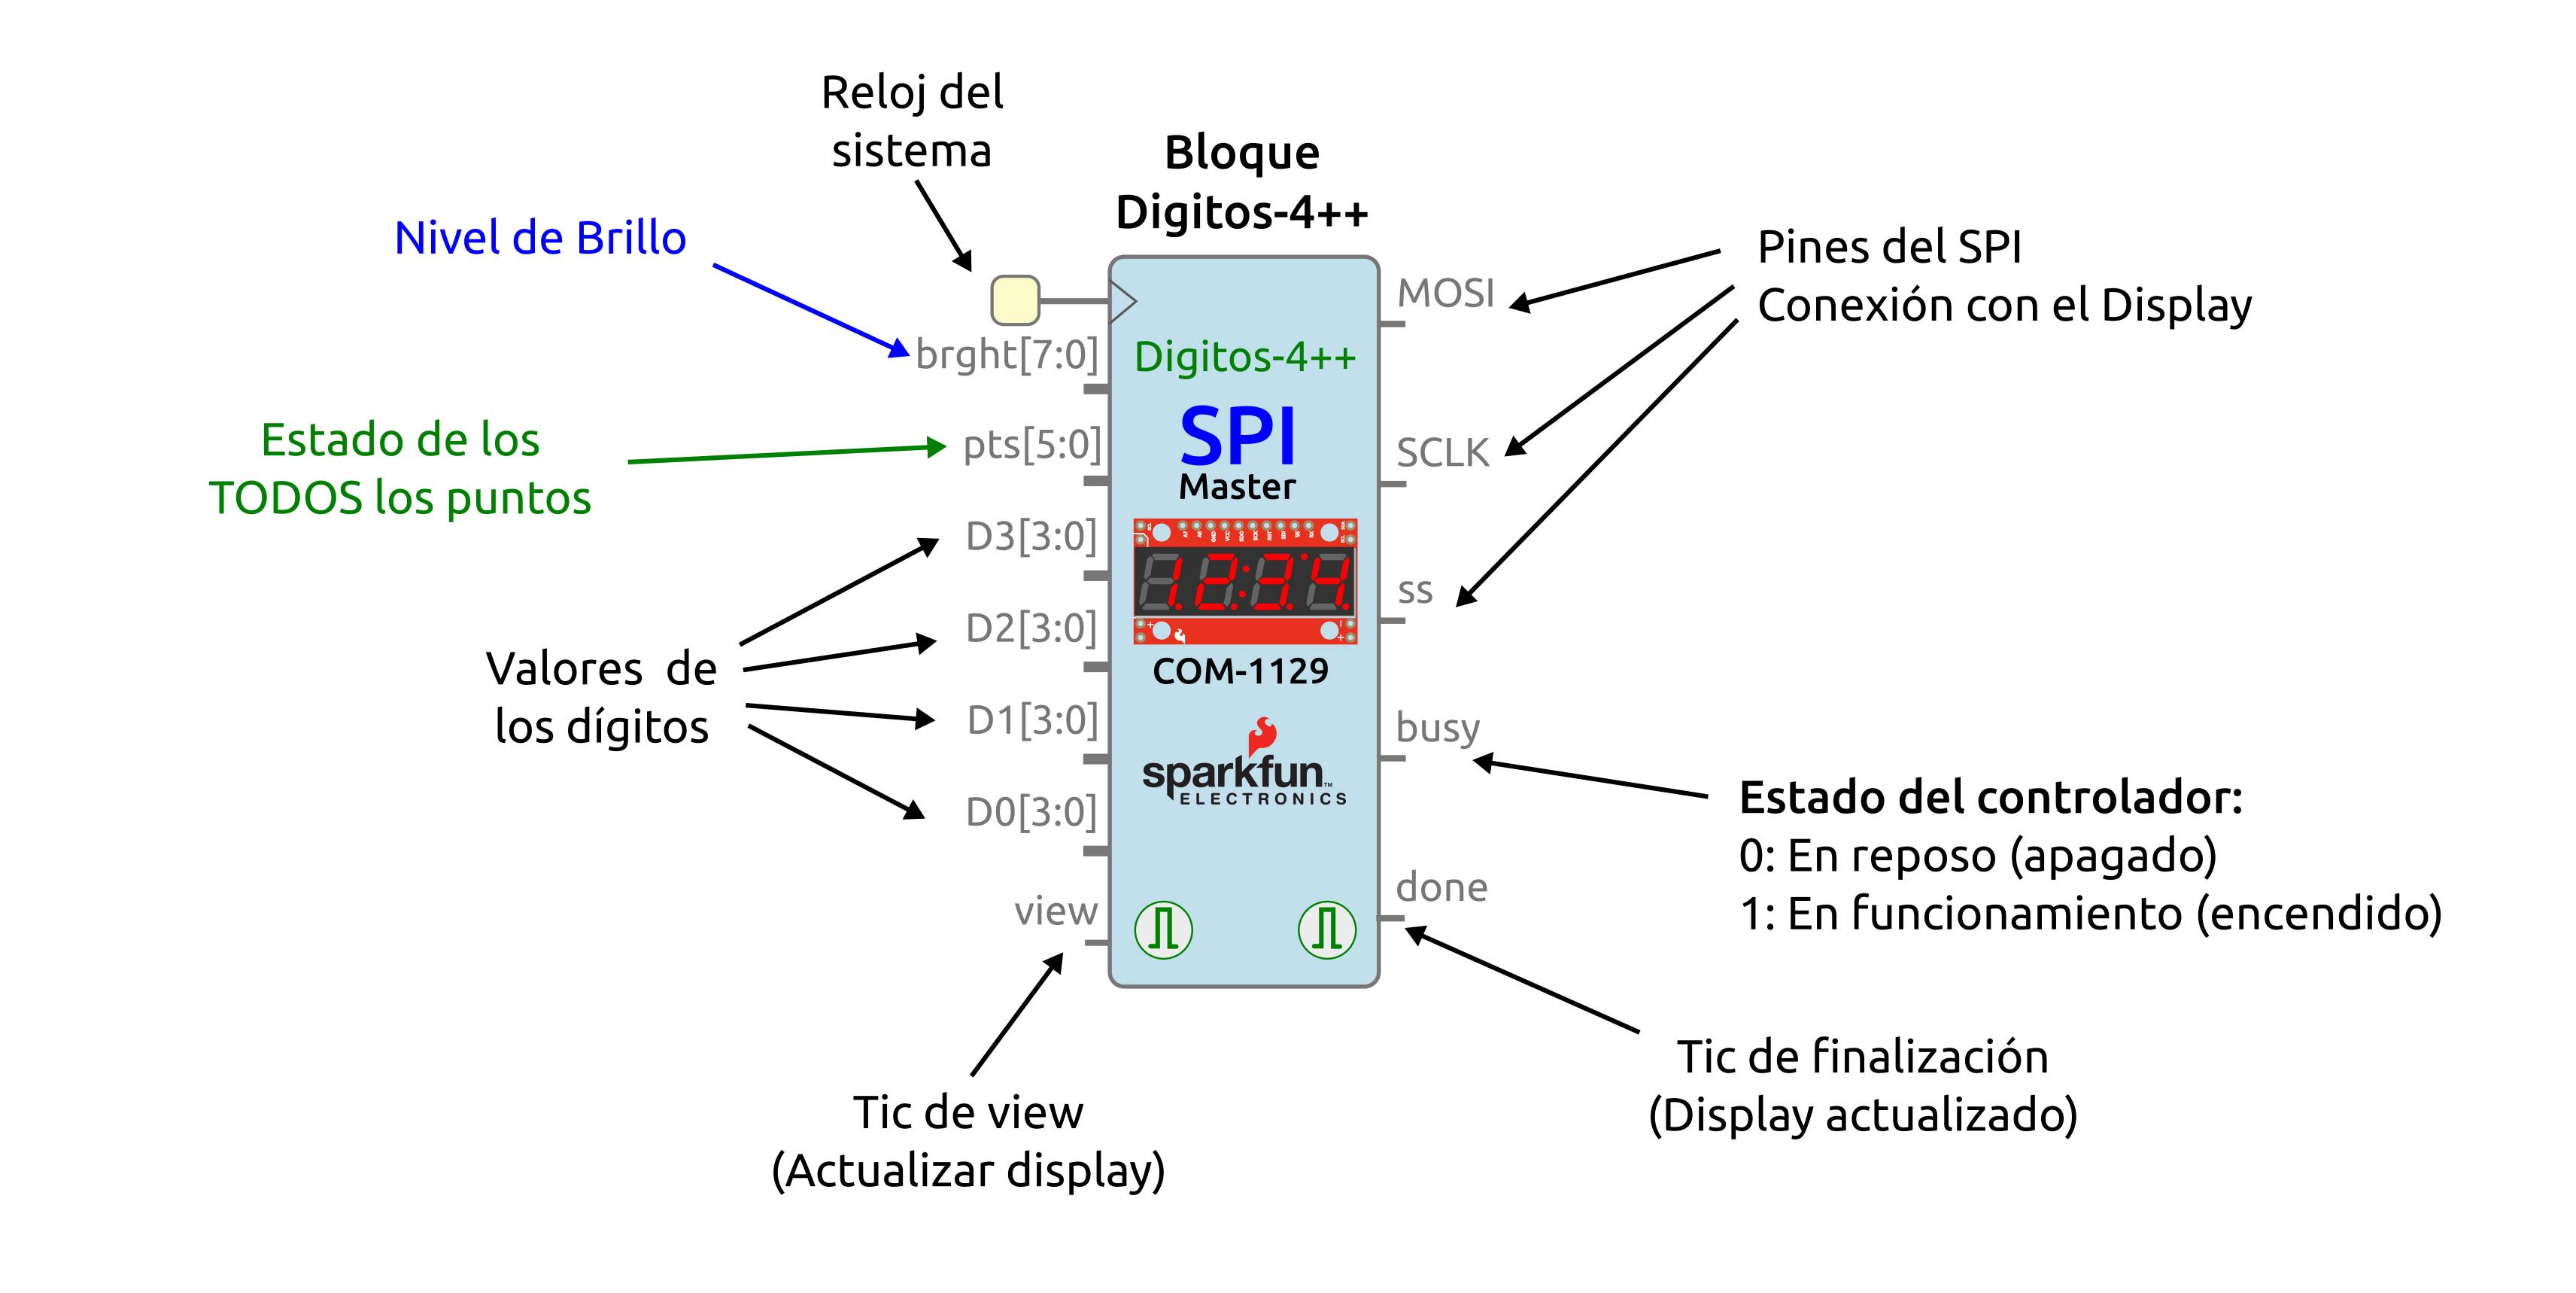 Reloj del
sistema
Bloque
Digitos-4++
Nivel de Brillo
Pines del SPI
Conexión con el Display
MOSI
brght[7:0]
Digitos-4++
Estado de los
TODOS los puntos
pts[5:0]
SPI
Master
SCLK
D3[3:0]
12:34
ss
D2[3:0]
COM-1129
Valores de
los dígitos
D1[3:0]
busy
sparkfun™
ELECTRONICS
D0[3:0]
Estado del controlador:
0: En reposo (apagado)
1: En funcionamiento (encendido)
view
done
Tic de view
(Actualizar display)
Tic de finalización
(Display actualizado)